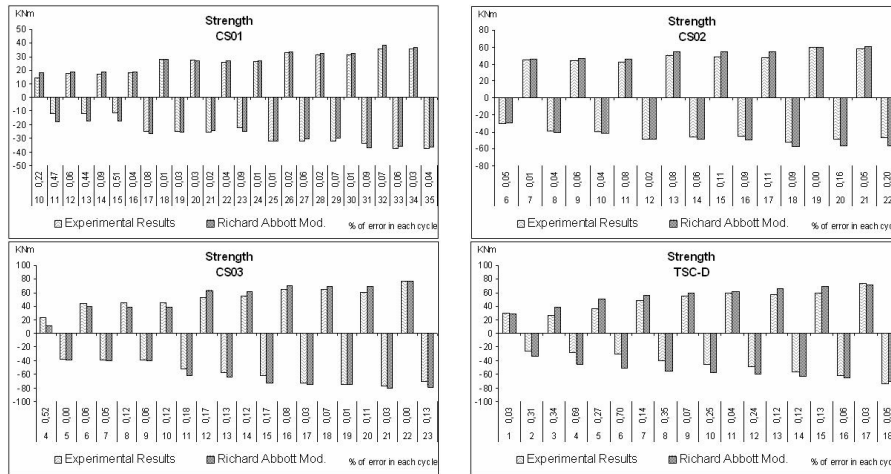 KNm
Strength
CS01
50
40
30
20
10
0
-10
-20
-30
-40
-50
0,22 0,47 0,06 0,44 0,09 0,51 0,04 0,08 0,01 0,03 0,03 0,02 0,04 0,09 0,01 0,01 0,02 0,06 0,02 0,07 0,01 0,09 0,07 0,06 0,03 0,04
10 11 12 13 14 15 16 17 18 19 20 21 22 23 24 25 26 27 28 29 30 31 32 33 34 35
Experimental Results Richard Abbott Mod. % of error in each cycle
KNm
Strength
CS02
80
60
40
20
0
-20
-40
-60
-80
0,05 0,01 0,04 0,06 0,04 0,08 0,02 0,08 0,06 0,11 0,09 0,11 0,09 0,00 0,16 0,05 0,20
6 7 8 9 10 11 12 13 14 15 16 17 18 19 20 21 22
Experimental Results Richard Abbott Mod. % of error in each cycle
KNm
Strength
CS03
100
80
60
40
20
0
-20
-40
-60
-80
-100
0,52 0,00 0,06 0,05 0,12 0,06 0,12 0,18 0,17 0,13 0,12 0,17 0,08 0,03 0,07 0,01 0,11 0,03 0,00 0,13
4 5 6 7 8 9 10 11 12 13 14 15 16 17 18 19 20 21 22 23
Experimental Results Richard Abbott Mod. % of error in each cycle
KNm
Strength
TSC-D
100
80
60
40
20
0
-20
-40
-60
-80
-100
0,03 0,31 0,34 0,69 0,27 0,70 0,14 0,35 0,07 0,25 0,04 0,24 0,12 0,12 0,13 0,06 0,03 0,05
1 2 3 4 5 6 7 8 9 10 11 12 13 14 15 16 17 18
Experimental Results Richard Abbott Mod. % of error in each cycle